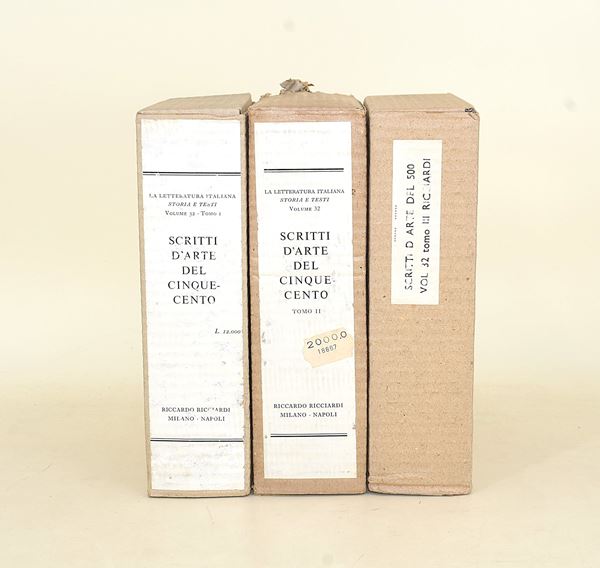 LA LETTERATURA ITALIANA
STORIA E TESTI
VOLUME 32 - TOMO I
SCRITTI
D'ARTE
DEL
CINQUE-
CENTO
L. 12.000
RICCARDO RICCIARDI
MILANO - NAPOLI
LA LETTERATURA ITALIANA
STORIA E TESTI
VOLUME 32
SCRITTI
D'ARTE
DEL
CINQUE-
CENTO
TOMO II
20000
18687
RICCARDO RICCIARDI
MILANO - NAPOLI
SCRITTI D ARTE DEL 500
VOL 32 tomo III RICCIARDI